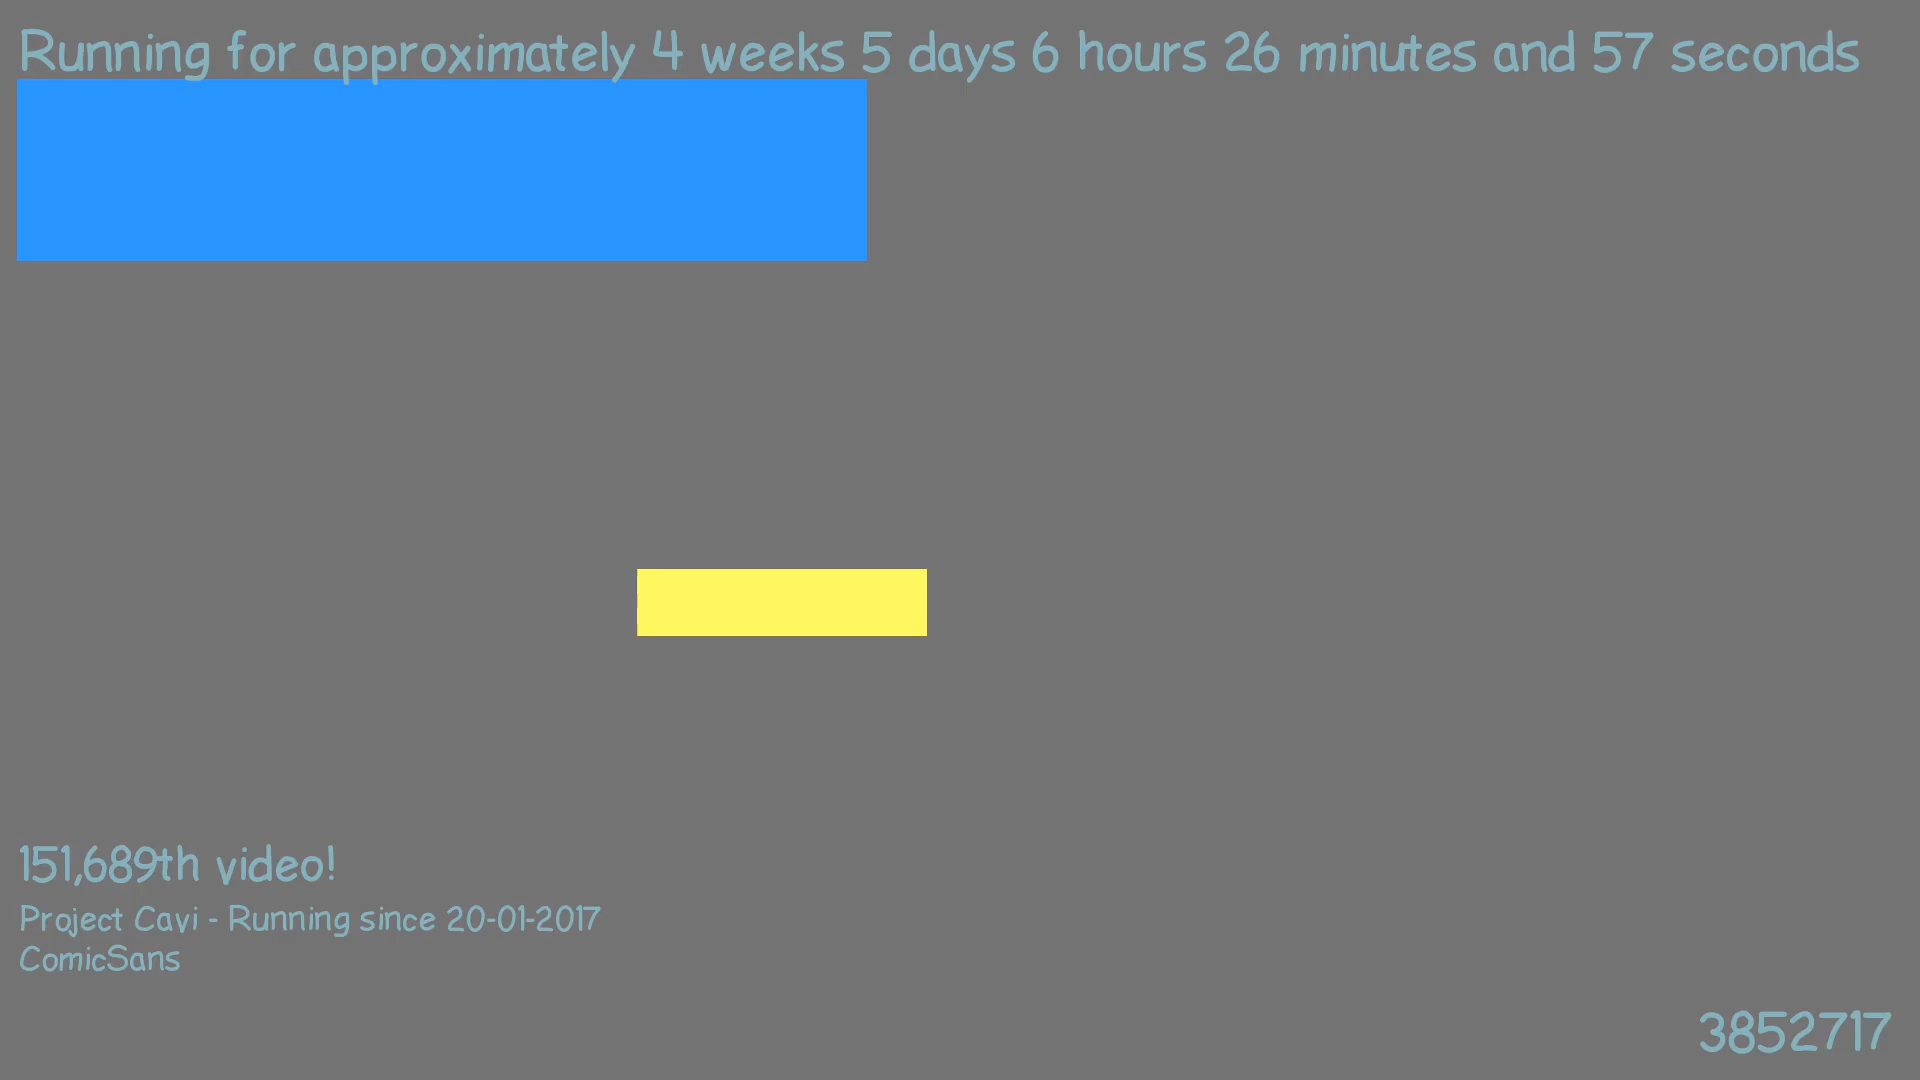 Running for approximately 4 weeks 5 days 6 hours 26 minutes and 57 seconds
151,689th video!
Project Cavi - Running since 20-01-2017
ComicSans
3852717